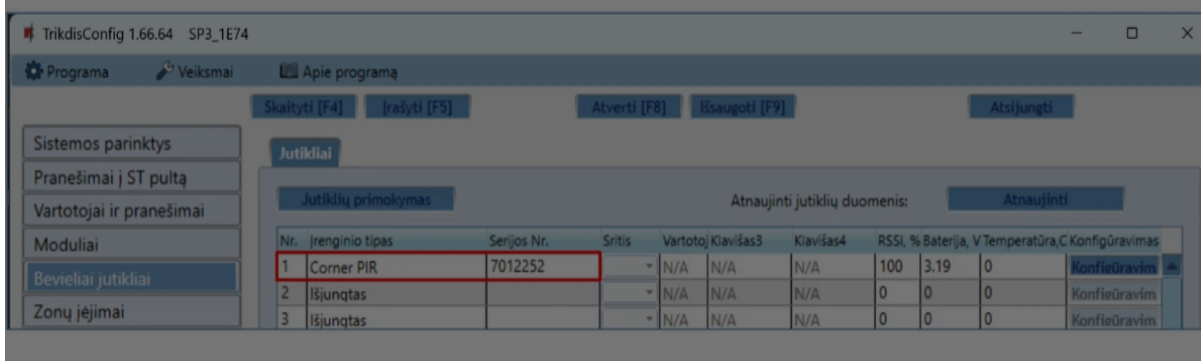 TrikdisConfig 1.66.64 SP3_1E74
Programa Veiksmai Apie programą
Skaityti [F4] Įrašyti [F5] Atverti [F8] Išsaugoti [F9] Atsijungti
Sistemos parinktys
Pranešimai į ST pultą
Vartotojai ir pranešimai
Moduliai
Bevieliai jutikliai
Zonų įėjimai
Jutikliai
Jutiklių primokymas Atnaujinti jutiklių duomenis: Atnaujinti
Nr. Įrenginio tipas Serijos Nr. Sritis Vartotoj Klavišas3 Klavišas4 RSSI, % Baterija, V Temperatūra,C Konfigūravimas
1 Corner PIR 7012252 N/A N/A N/A 100 3.19 0 Konfigūravim
2 Išjungtas N/A N/A N/A 0 0 0 Konfigūravim
3 Išjungtas N/A N/A N/A 0 0 0 Konfigūravim